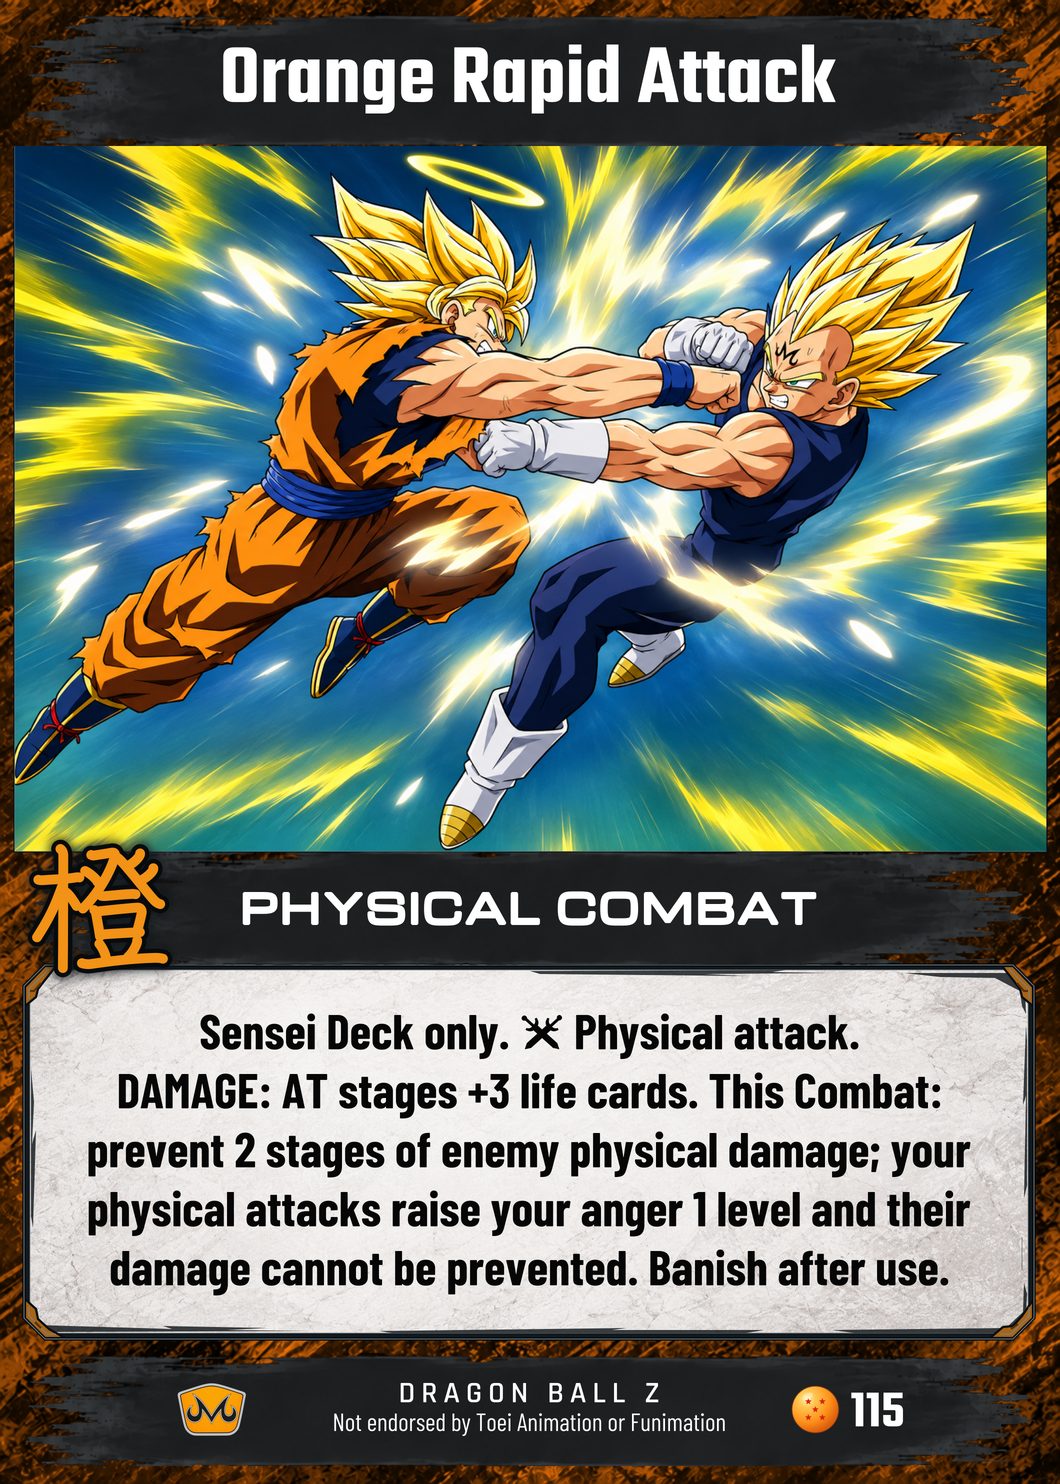 Orange Rapid Attack
橙
PHYSICAL COMBAT
Sensei Deck only. Physical attack.
DAMAGE: AT stages +3 life cards. This Combat:
prevent 2 stages of enemy physical damage; your
physical attacks raise your anger 1 level and their
damage cannot be prevented. Banish after use.
DRAGON BALL Z
Not endorsed by Toei Animation or Funimation
115